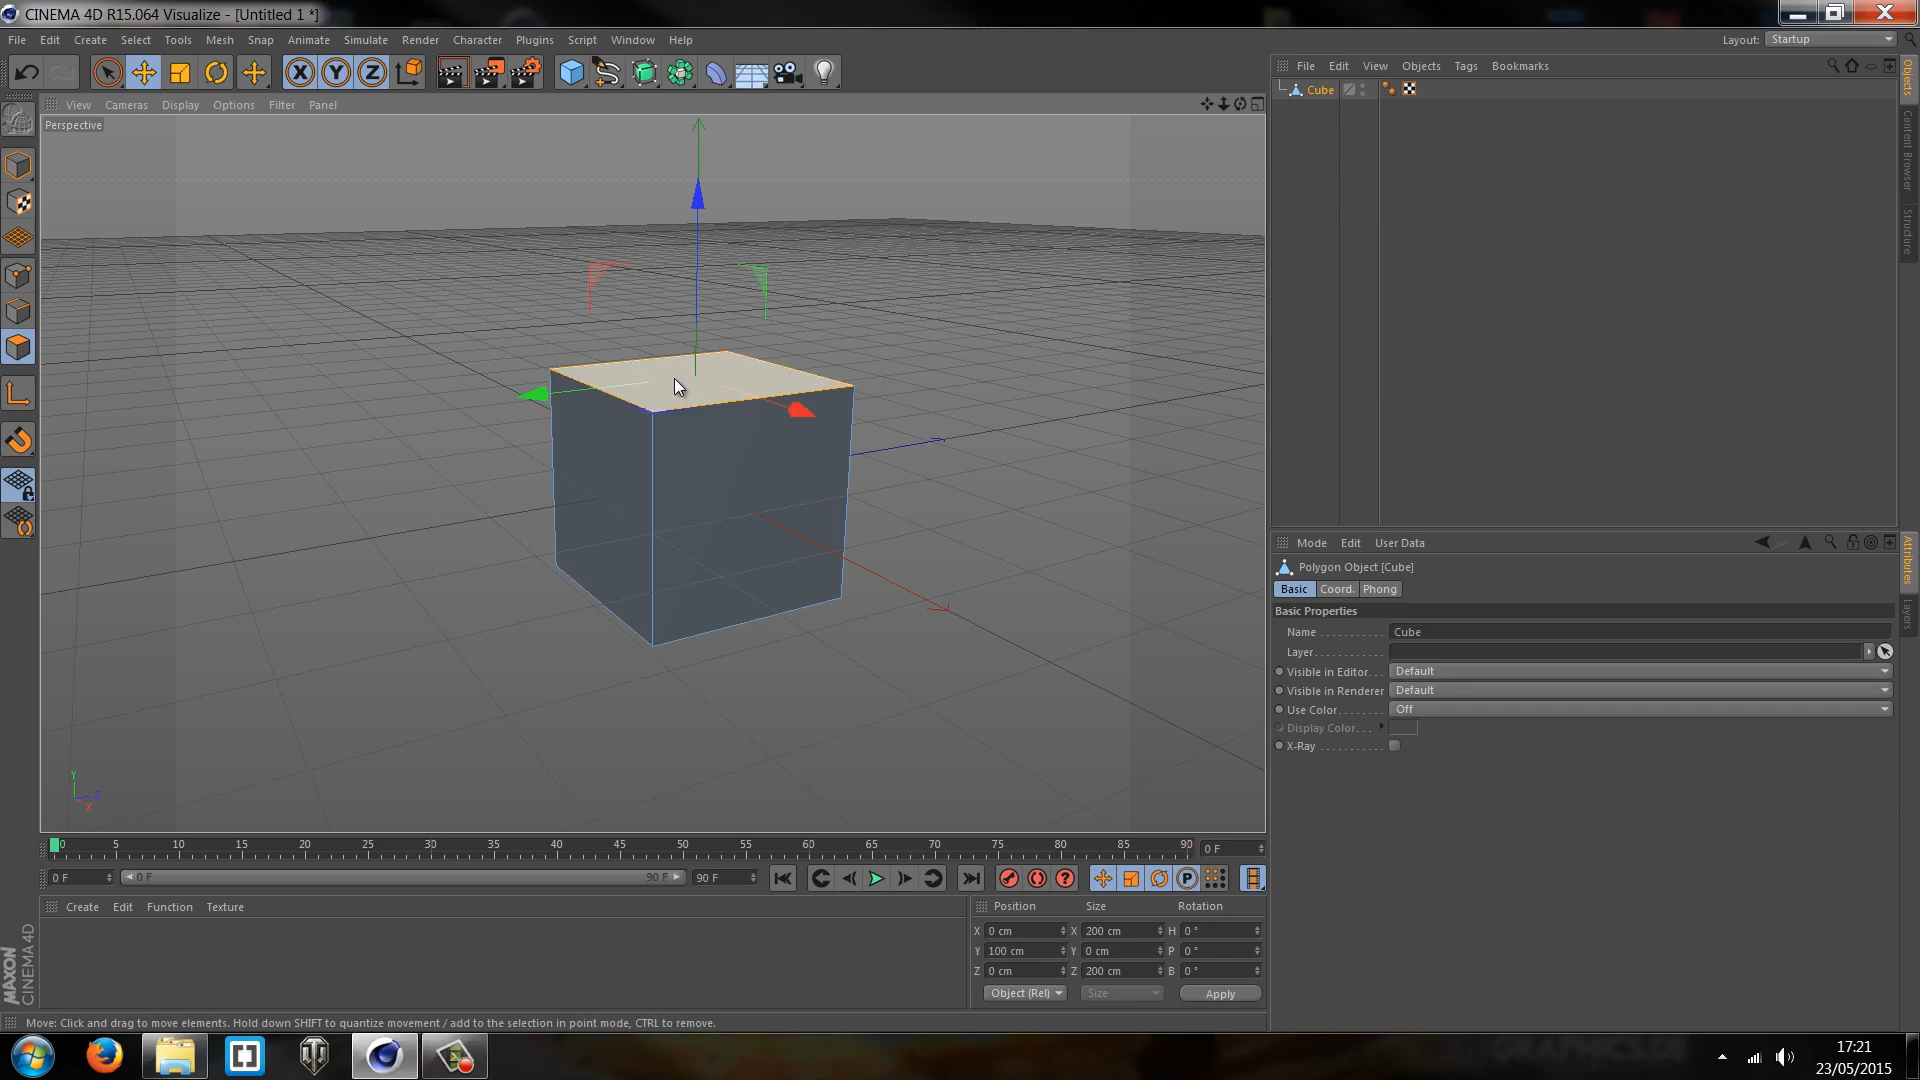 CINEMA 4D R15.064 Visualize - [Untitled 1 *]
File Edit Create Select Tools Mesh Snap Animate Simulate Render Character Plugins Script Window Help
Layout: Startup
File Edit View Objects Tags Bookmarks
Cube
Objects
Content Browser
Structure
View Cameras Display Options Filter Panel
Perspective
Y
Z
X
Mode Edit User Data
Polygon Object [Cube]
Basic Coord. Phong
Basic Properties
Name . . . . . . . . . . . Cube
Layer . . . . . . . . . . . .
Visible in Editor. . . Default
Visible in Renderer Default
Use Color. . . . . . . . Off
Display Color. . .
X-Ray . . . . . . . . . . .
Attributes
Layers
0 5 10 15 20 25 30 35 40 45 50 55 60 65 70 75 80 85 90
0 F
0 F 0 F 90 F 90 F
Create Edit Function Texture
Position Size Rotation
X 0 cm X 200 cm H 0 °
Y 100 cm Y 0 cm P 0 °
Z 0 cm Z 200 cm B 0 °
Object (Rel) Size Apply
MAXON
CINEMA 4D
Move: Click and drag to move elements. Hold down SHIFT to quantize movement / add to the selection in point mode, CTRL to remove.
17:21
23/05/2015